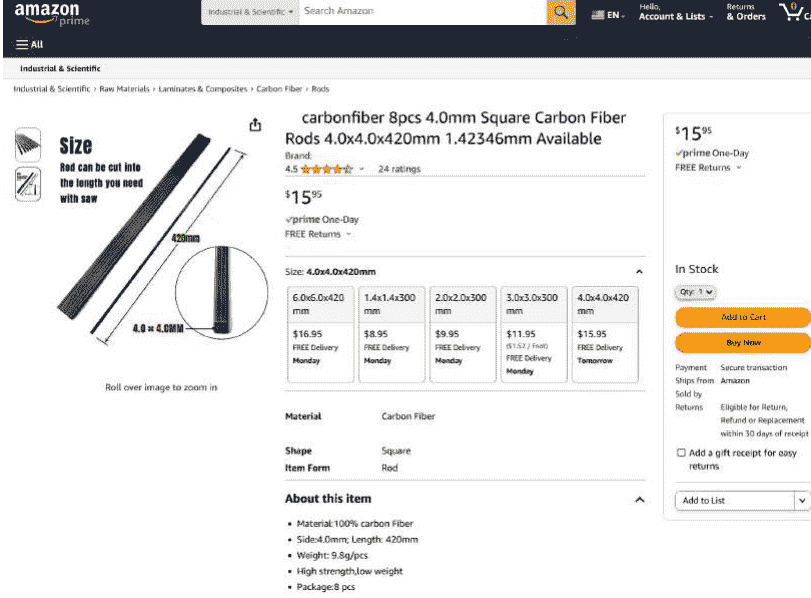 amazon
prime
Industrial & Scientific
Search Amazon
EN
Hello,
Account & Lists
Returns
& Orders
0
All
Industrial & Scientific
Industrial & Scientific › Raw Materials › Laminates & Composites › Carbon Fiber › Rods
Size
Rod can be cut into
the length you need
with saw
420mm
4.0 × 4.0MM
Roll over image to zoom in
carbonfiber 8pcs 4.0mm Square Carbon Fiber
Rods 4.0x4.0x420mm 1.42346mm Available
Brand:
4.5 24 ratings
$15.95
prime One-Day
FREE Returns
Size: 4.0x4.0x420mm
6.0x6.0x420
mm
$16.95
FREE Delivery
Monday
1.4x1.4x300
mm
$8.95
FREE Delivery
Monday
2.0x2.0x300
mm
$9.95
FREE Delivery
Monday
3.0x3.0x300
mm
$11.95
FREE Delivery
Monday
4.0x4.0x420
mm
$15.95
FREE Delivery
Tomorrow
Material Carbon Fiber
Shape Square
Item Form Rod
About this item
• Material:100% carbon Fiber
• Side:4.0mm; Length: 420mm
• Weight: 9.8g/pcs
• High strength,low weight
• Package:8 pcs
$15.95
prime One-Day
FREE Returns
In Stock
Qty: 1
Add to Cart
Buy Now
Payment Secure transaction
Ships from Amazon
Sold by
Returns Eligible for Return,
Refund or Replacement
within 30 days of receipt
Add a gift receipt for easy
returns
Add to List